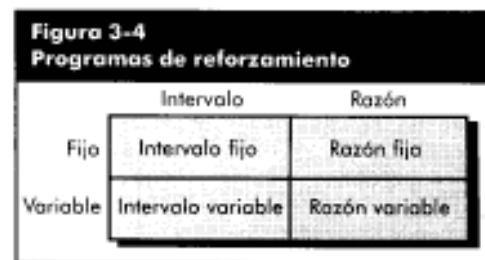 Figura 3-4
Programas de reforzamiento
Intervalo Razón
Fijo Intervalo fijo Razón fija
Variable Intervalo variable Razón variable